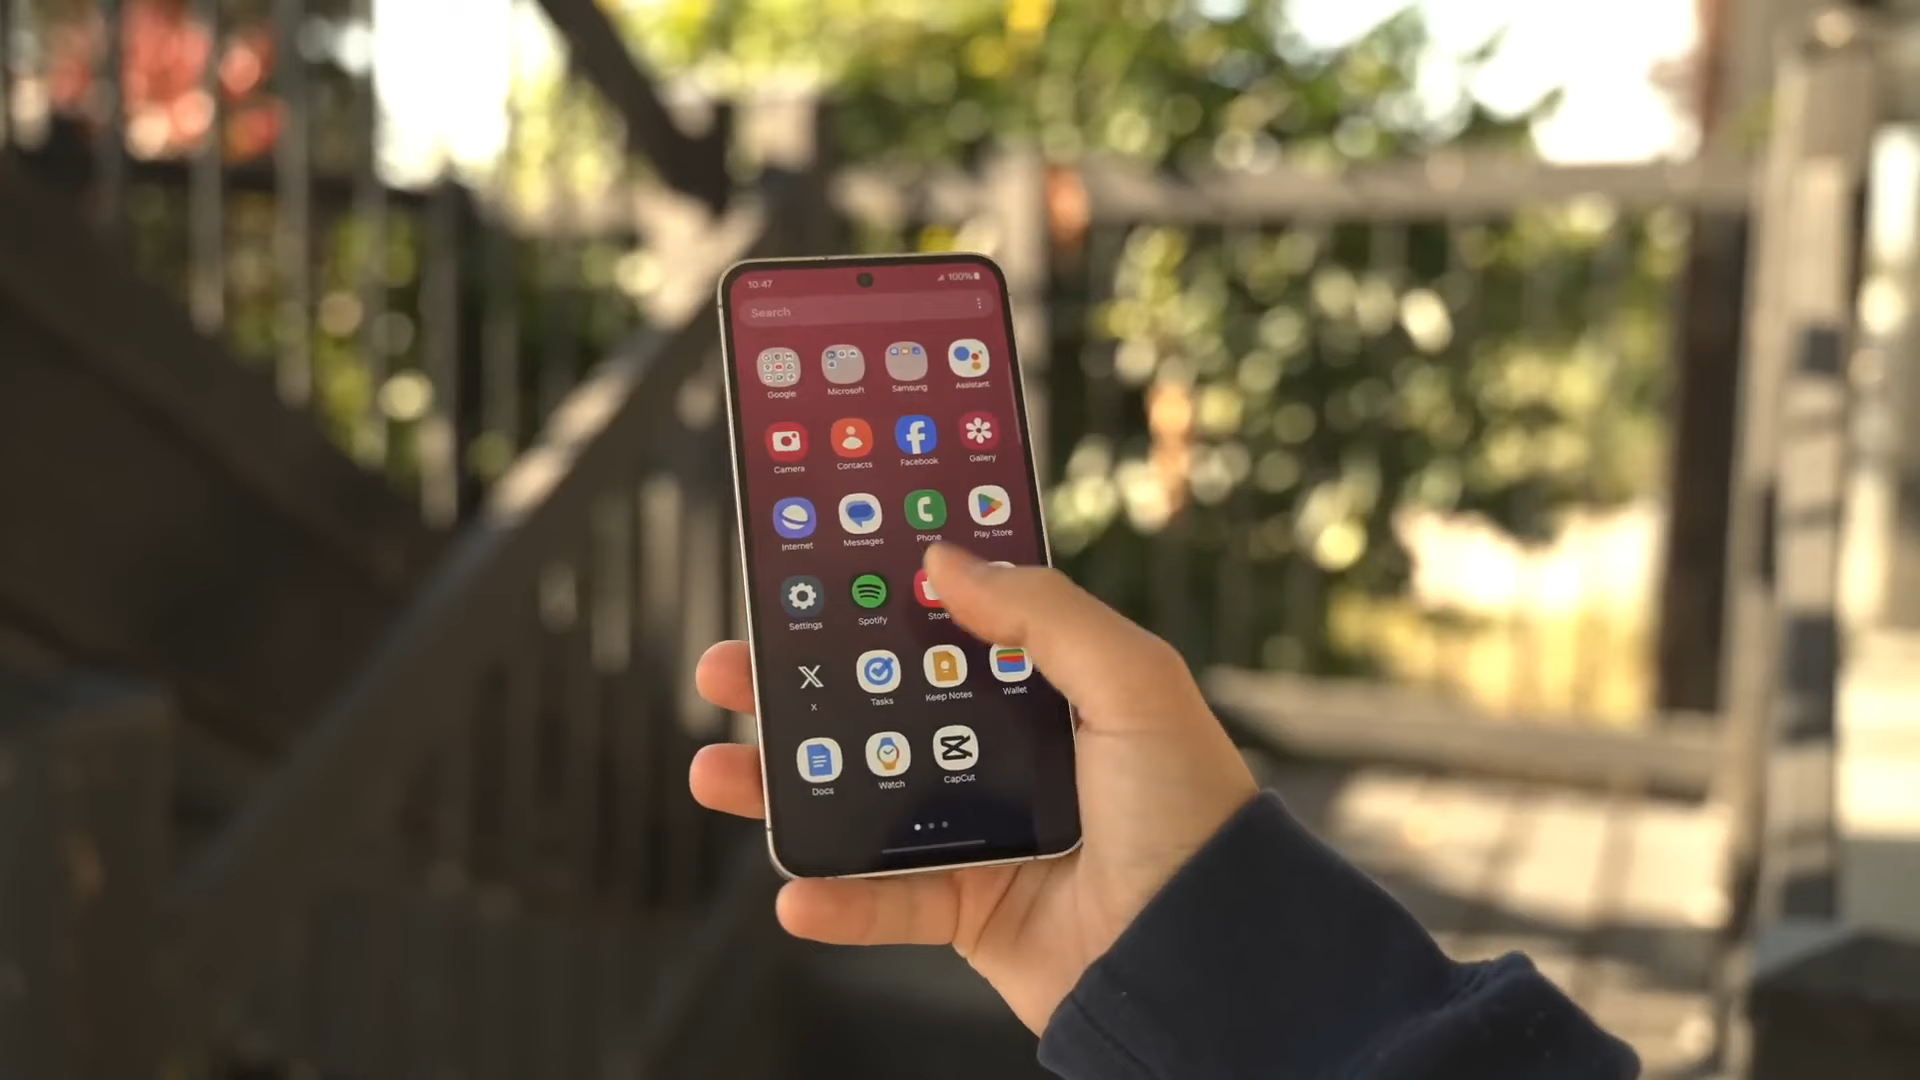 10:47 100%
Search
Google Microsoft Samsung Assistant
Camera Contacts Facebook Gallery
Internet Messages Phone Play Store
Settings Spotify Store
X Tasks Keep Notes Wallet
Docs Watch CapCut